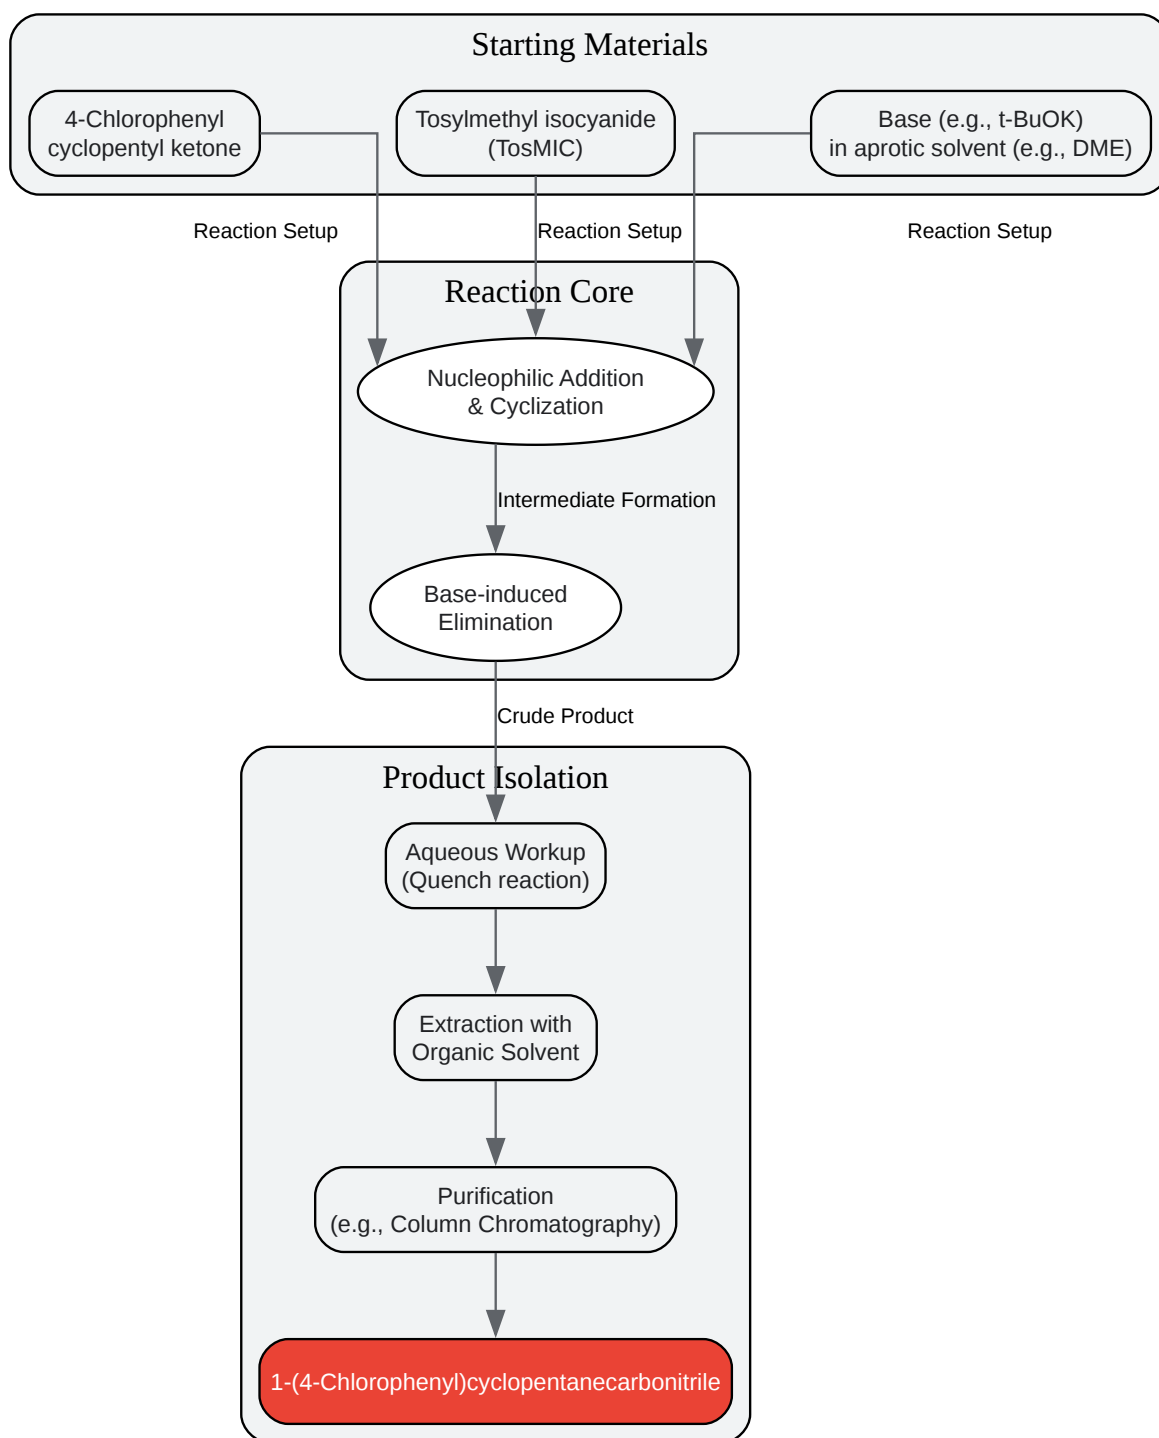 Starting Materials
4-Chlorophenyl
cyclopentyl ketone
Tosylmethyl isocyanide
(TosMIC)
Base (e.g., t-BuOK)
in aprotic solvent (e.g., DME)
Reaction Setup
Reaction Setup
Reaction Setup
Reaction Core
Nucleophilic Addition
& Cyclization
Intermediate Formation
Base-induced
Elimination
Crude Product
Product Isolation
Aqueous Workup
(Quench reaction)
Extraction with
Organic Solvent
Purification
(e.g., Column Chromatography)
1-(4-Chlorophenyl)cyclopentanecarbonitrile